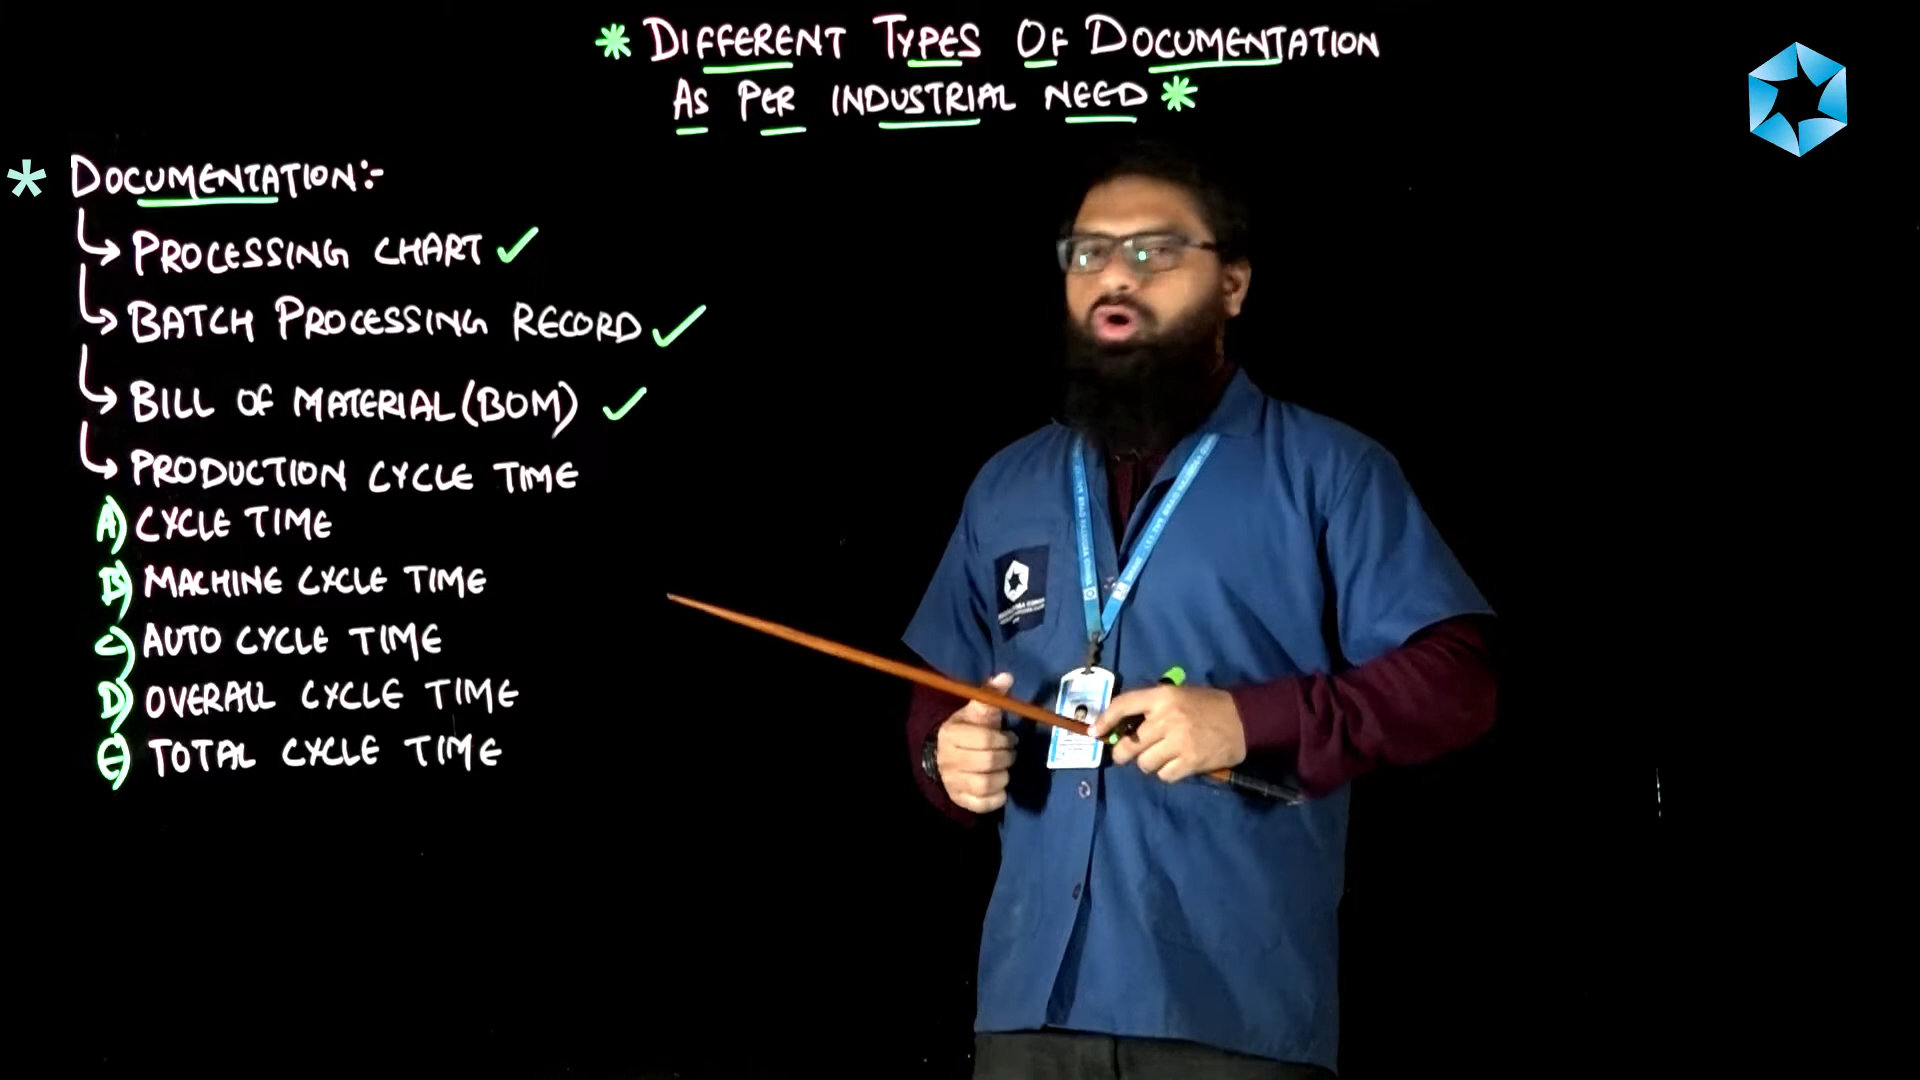 * DIFFERENT TYPES OF DOCUMENTATION
AS PER INDUSTRIAL NEED *
* DOCUMENTATION:-
↳ PROCESSING CHART ✓
↳ BATCH PROCESSING RECORD ✓
↳ BILL OF MATERIAL (BOM) ✓
↳ PRODUCTION CYCLE TIME
A) CYCLE TIME
B) MACHINE CYCLE TIME
C) AUTO CYCLE TIME
D) OVERALL CYCLE TIME
E) TOTAL CYCLE TIME